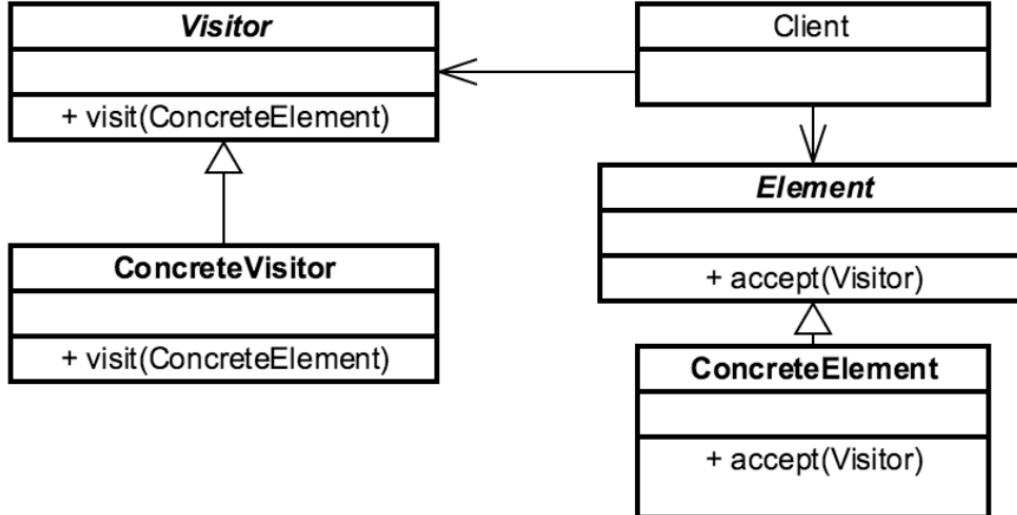 Visitor
+ visit(ConcreteElement)
Client
Element
+ accept(Visitor)
ConcreteVisitor
+ visit(ConcreteElement)
ConcreteElement
+ accept(Visitor)